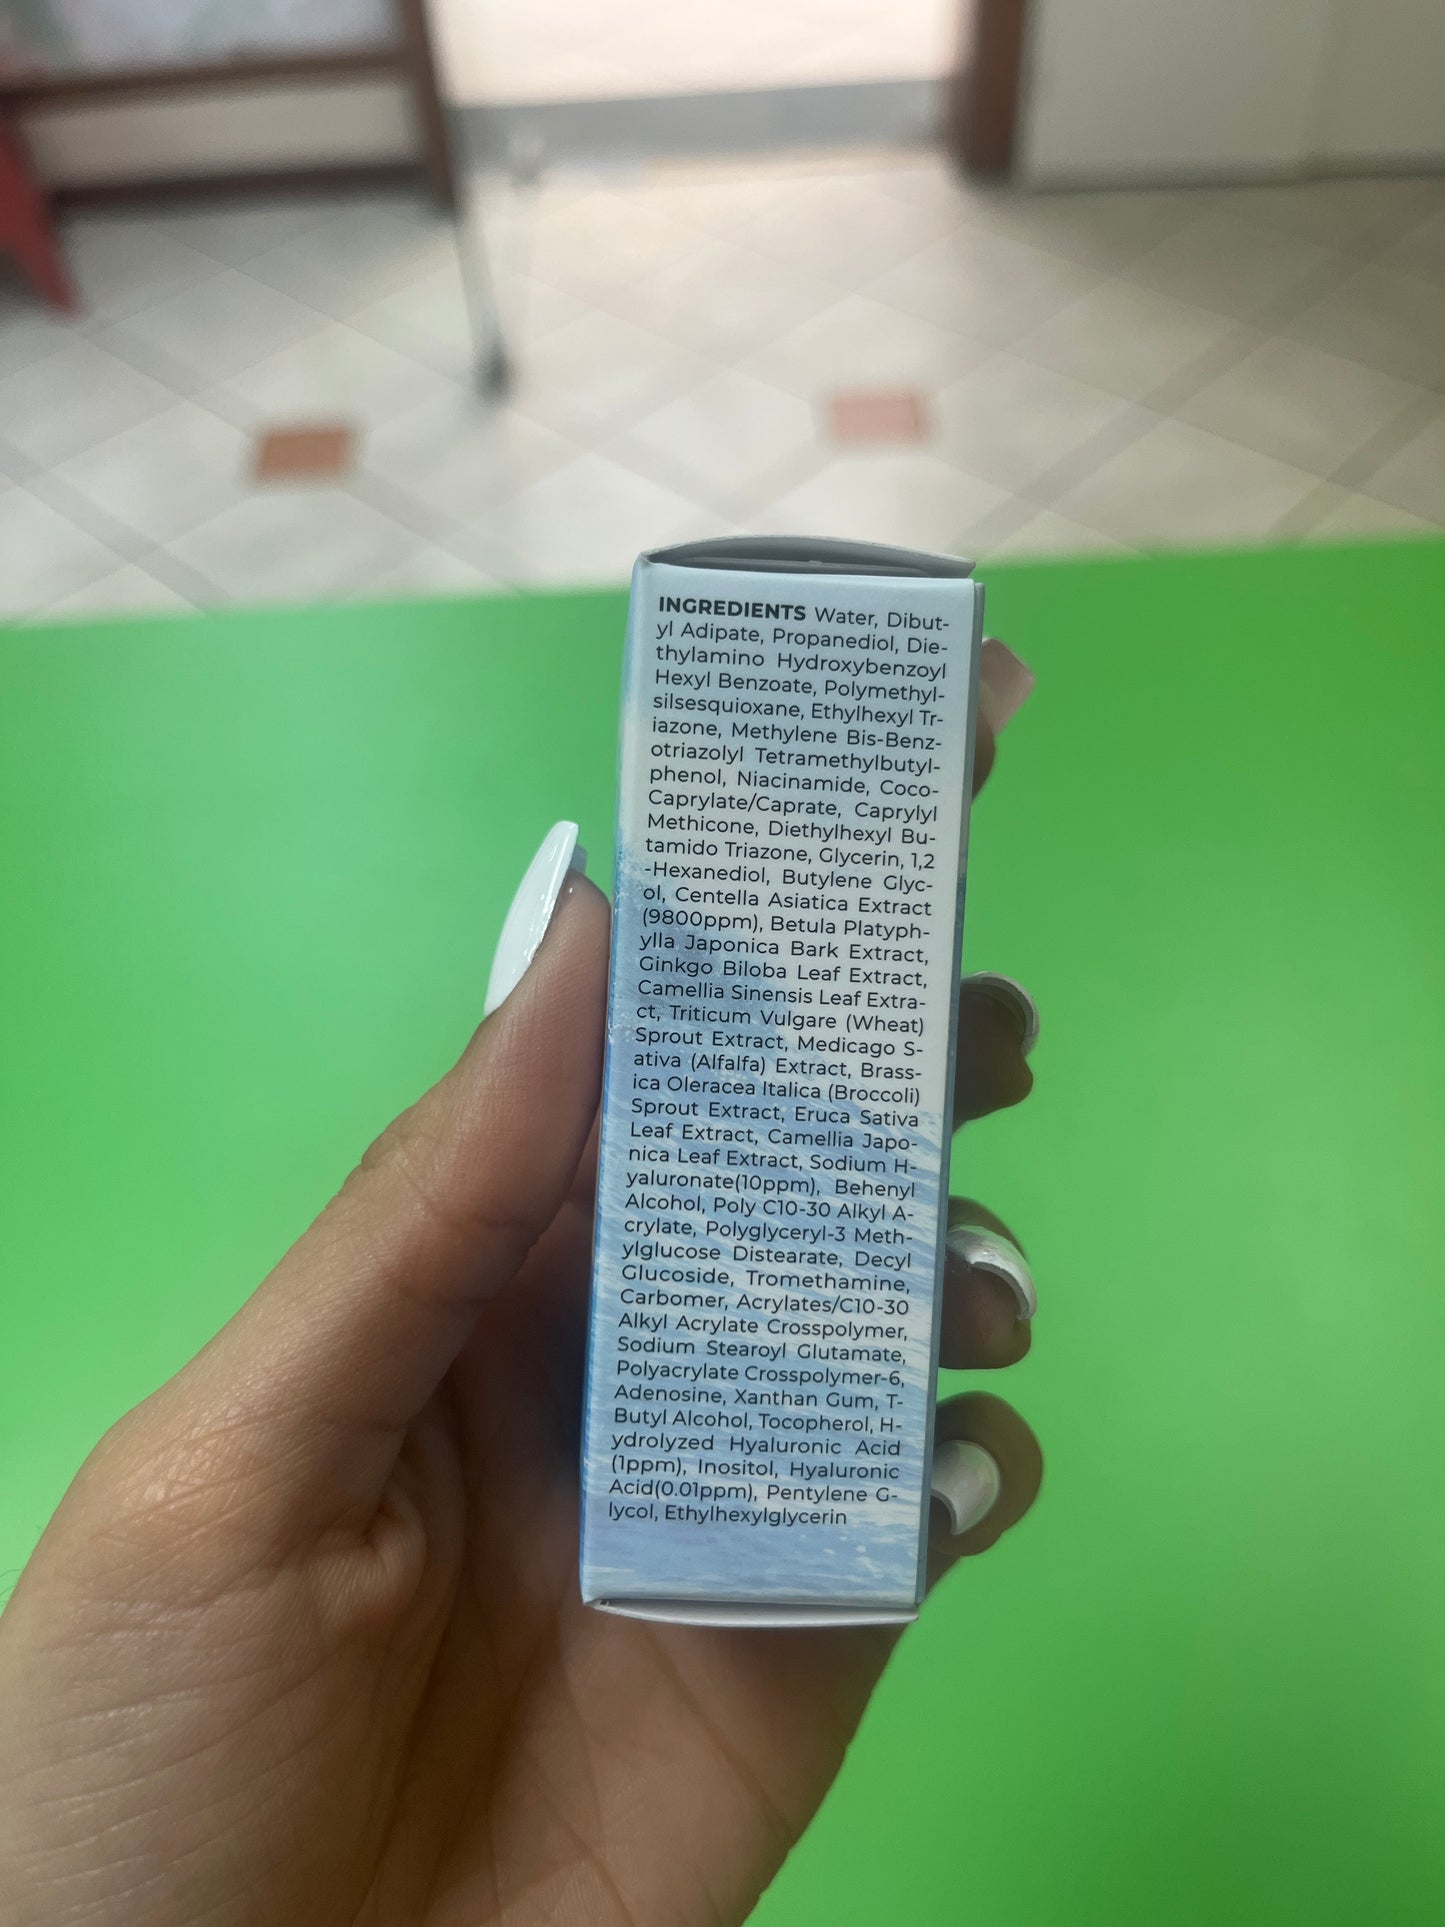 INGREDIENTS Water, Dibut-
yl Adipate, Propanediol, Die-
thylamino Hydroxybenzoyl
Hexyl Benzoate, Polymethyl-
silsesquioxane, Ethylhexyl Tr-
iazone, Methylene Bis-Benz-
otriazolyl Tetramethylbutyl-
phenol, Niacinamide, Coco-
Caprylate/Caprate, Caprylyl
Methicone, Diethylhexyl Bu-
tamido Triazone, Glycerin, 1,2
-Hexanediol, Butylene Glyc-
ol, Centella Asiatica Extract
(9800ppm), Betula Platyph-
ylla Japonica Bark Extract,
Ginkgo Biloba Leaf Extract,
Camellia Sinensis Leaf Extra-
ct, Triticum Vulgare (Wheat)
Sprout Extract, Medicago S-
ativa (Alfalfa) Extract, Brass-
ica Oleracea Italica (Broccoli)
Sprout Extract, Eruca Sativa
Leaf Extract, Camellia Japo-
nica Leaf Extract, Sodium H-
yaluronate(10ppm), Behenyl
Alcohol, Poly C10-30 Alkyl A-
crylate, Polyglyceryl-3 Meth-
ylglucose Distearate, Decyl
Glucoside, Tromethamine,
Carbomer, Acrylates/C10-30
Alkyl Acrylate Crosspolymer,
Sodium Stearoyl Glutamate,
Polyacrylate Crosspolymer-6,
Adenosine, Xanthan Gum, T-
Butyl Alcohol, Tocopherol, H-
ydrolyzed Hyaluronic Acid
(1ppm), Inositol, Hyaluronic
Acid(0.01ppm), Pentylene G-
lycol, Ethylhexylglycerin